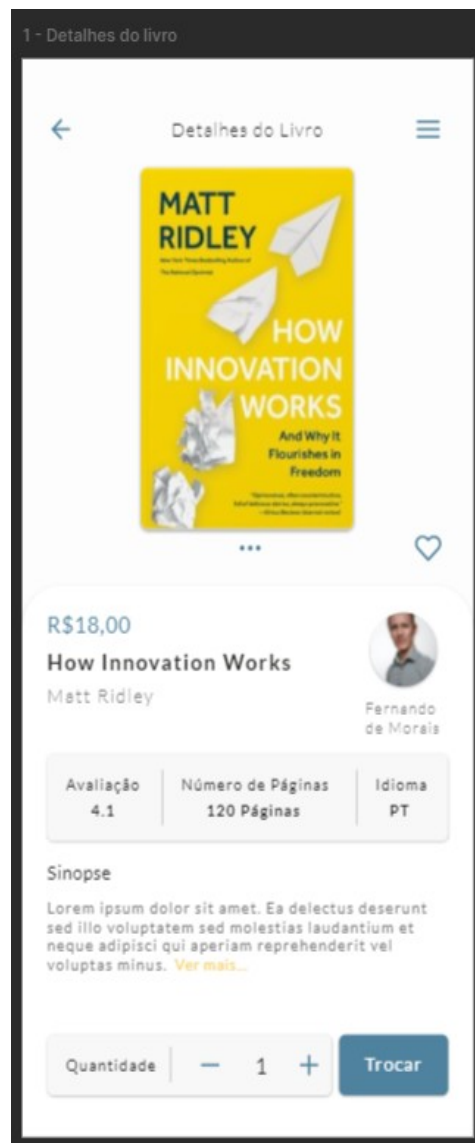 1 - Detalhes do livro
Detalhes do Livro
MATT
RIDLEY
HOW
INNOVATION
WORKS
And Why It
Flourishes in
Freedom
R$18,00
How Innovation Works
Matt Ridley
Fernando
de Morais
Avaliação
4.1
Número de Páginas
120 Páginas
Idioma
PT
Sinopse
Lorem ipsum dolor sit amet. Ea delectus deserunt
sed illo voluptatem sed molestias laudantium et
neque adipisci qui aperiam reprehenderit vel
voluptas minus. Ver mais...
Quantidade
1
Trocar